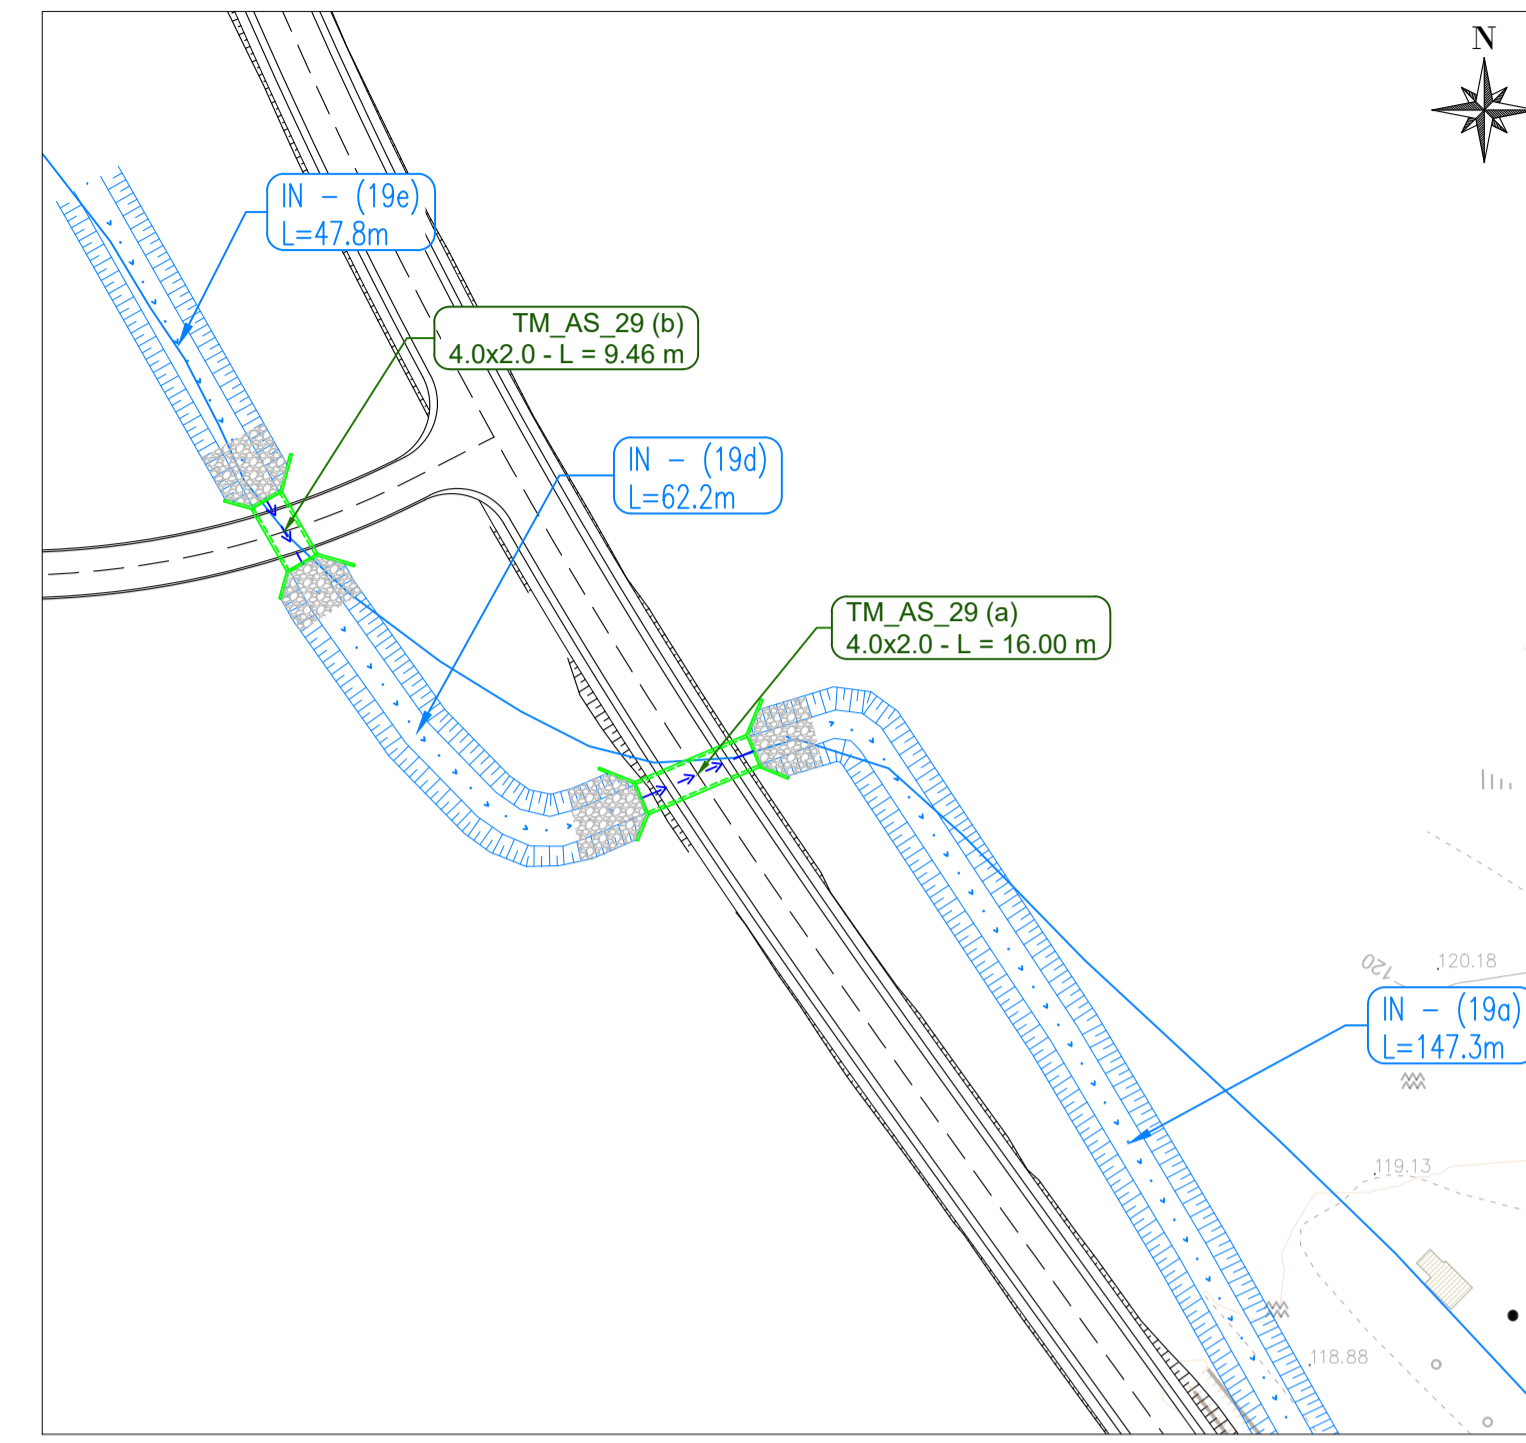 N
IN - (19e)
L=47.8m
TM_AS_29 (b)
4.0x2.0 - L = 9.46 m
IN - (19d)
L=62.2m
TM_AS_29 (a)
4.0x2.0 - L = 16.00 m
120
120.18
IN - (19a)
L=147.3m
119.13
118.88